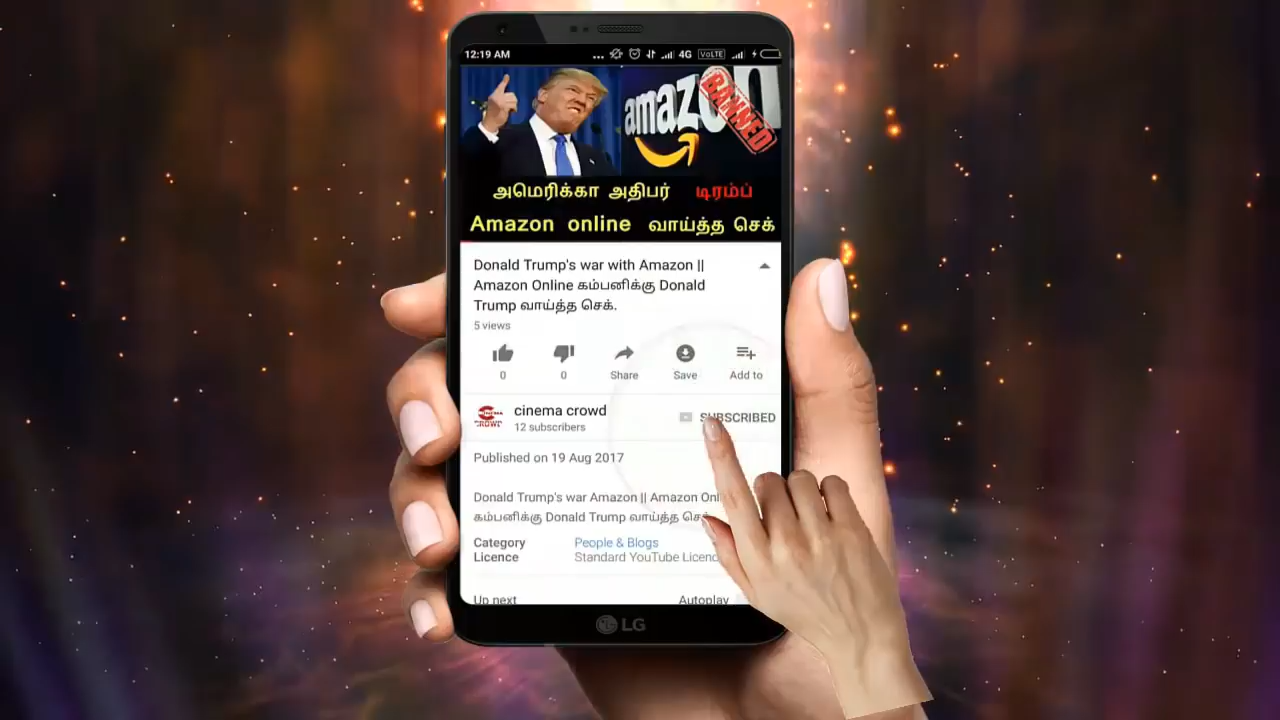 12:19 AM
4G VoLTE
amazon
BANNED
அமெரிக்கா அதிபர் டிரம்ப்
Amazon online வாய்த்த செக்
Donald Trump's war with Amazon ||
Amazon Online கம்பனிக்கு Donald
Trump வாய்த்த செக்.
5 views
0 0 Share Save Add to
CINEMA
CROWD
cinema crowd
SUBSCRIBED
12 subscribers
Published on 19 Aug 2017
Donald Trump's war Amazon || Amazon Onl
கம்பனிக்கு Donald Trump வாய்த்த செக்
Category People & Blogs
Licence Standard YouTube Licenc
Up next Autoplay
LG